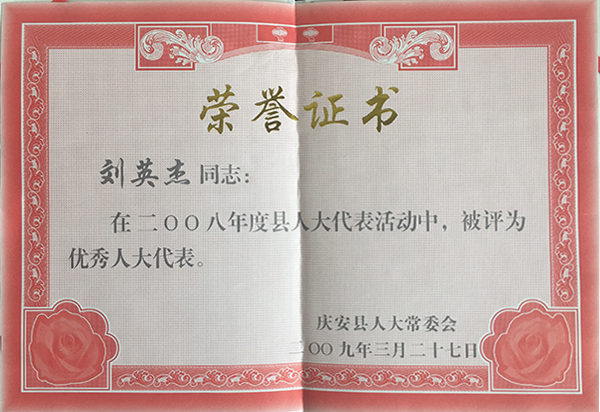 荣誉证书
刘英杰同志：
在二〇〇八年度县人大代表活动中，被评为
优秀人大代表。
庆安县人大常委会
二〇〇九年三月二十七日